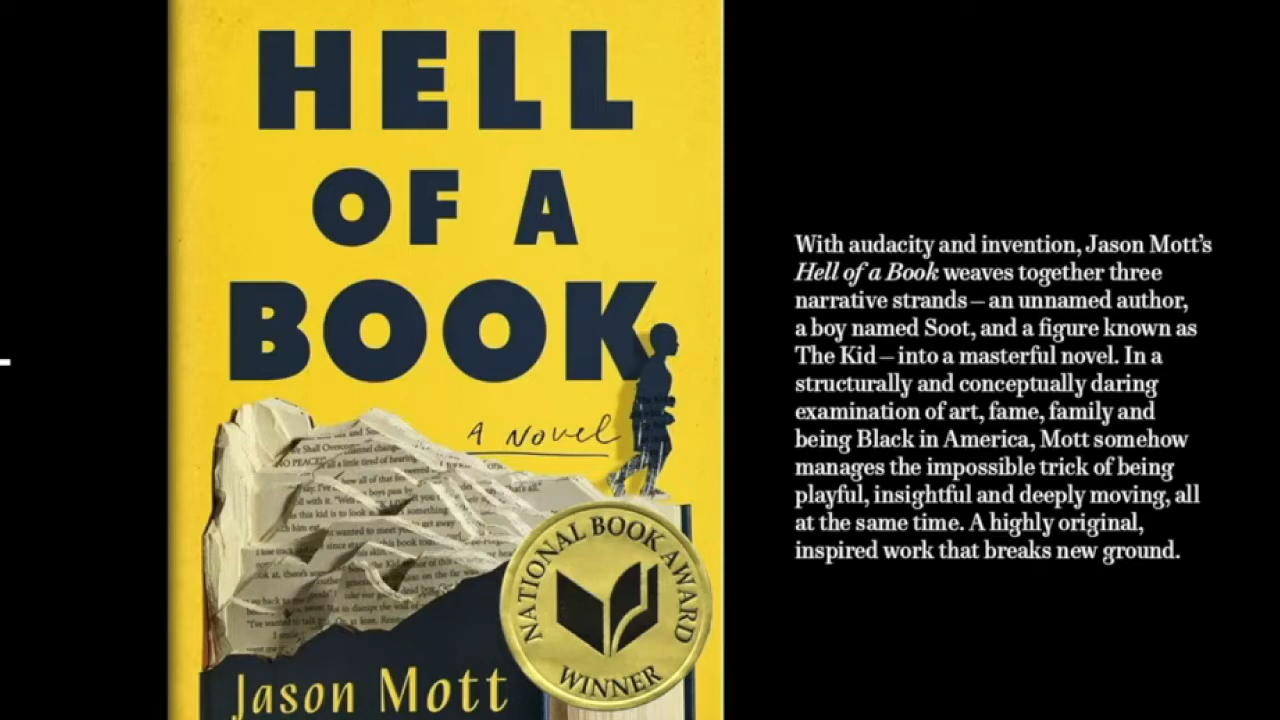 HELL
OF A
BOOK
A Novel
NATIONAL BOOK AWARD
WINNER
Jason Mott
With audacity and invention, Jason Mott's
Hell of a Book weaves together three
narrative strands – an unnamed author,
a boy named Soot, and a figure known as
The Kid – into a masterful novel. In a
structurally and conceptually daring
examination of art, fame, family and
being Black in America, Mott somehow
manages the impossible trick of being
playful, insightful and deeply moving, all
at the same time. A highly original,
inspired work that breaks new ground.